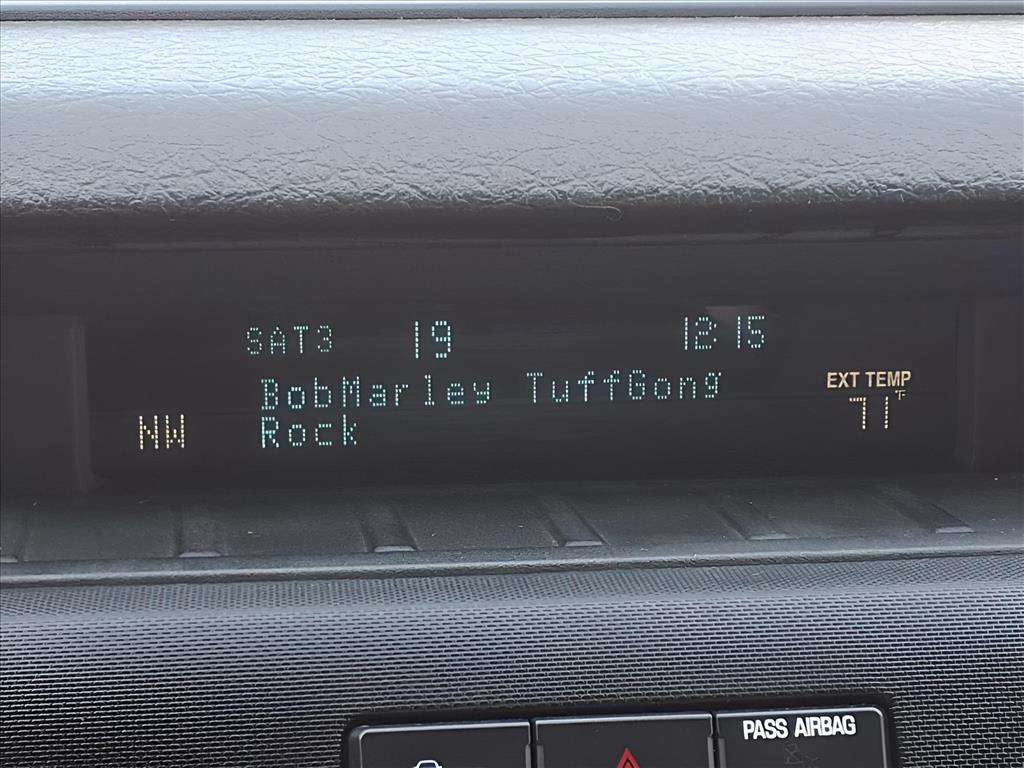 SAT3 19 12:15
BobMarley TuffGong
EXT TEMP
NW Rock 71°F
PASS AIRBAG